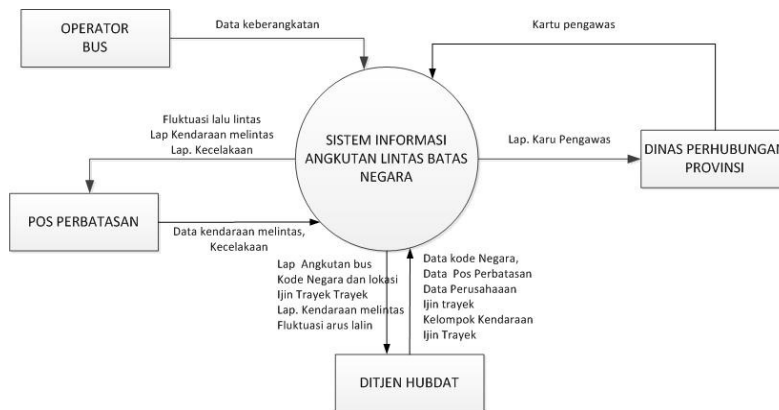 OPERATOR
BUS
Data keberangkatan
Kartu pengawas
Fluktuasi lalu lintas
Lap Kendaraan melintas
Lap. Kecelakaan
SISTEM INFORMASI
ANGKUTAN LINTAS BATAS
NEGARA
Lap. Karu Pengawas
DINAS PERHUBUNGAN
PROVINSI
POS PERBATASAN
Data kendaraan melintas,
Kecelakaan
Lap Angkutan bus
Kode Negara dan lokasi
Ijin Trayek Trayek
Lap. Kendaraan melintas
Fluktuasi arus lalin
Data kode Negara,
Data Pos Perbatasan
Data Perusahaaan
Ijin trayek
Kelompok Kendaraan
Ijin Trayek
DITJEN HUBDAT